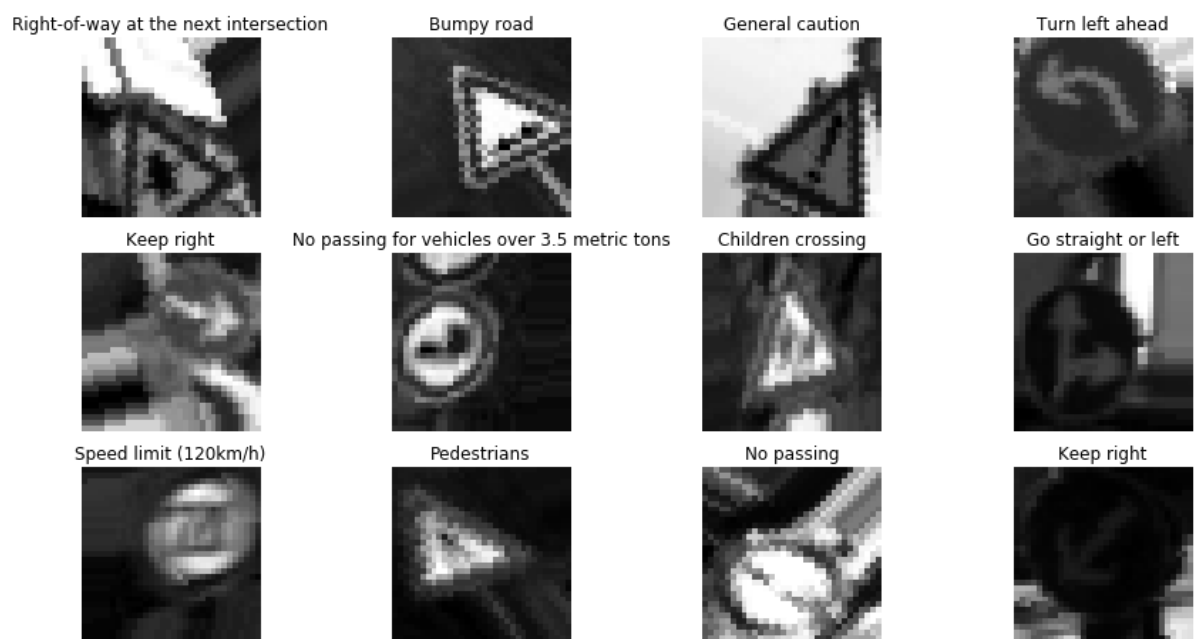 Right-of-way at the next intersection
Bumpy road
General caution
Turn left ahead
Keep right
No passing for vehicles over 3.5 metric tons
Children crossing
Go straight or left
Speed limit (120km/h)
Pedestrians
No passing
Keep right